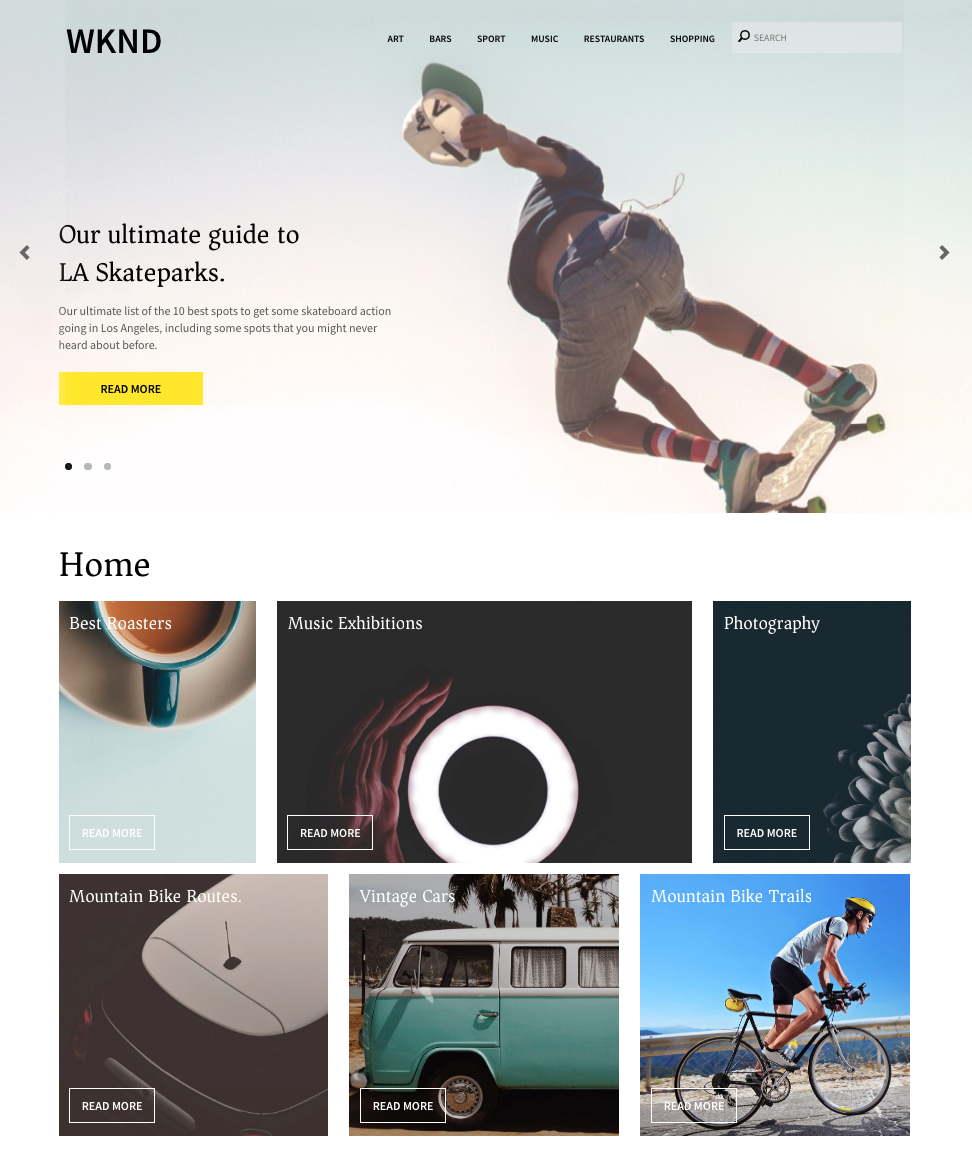 WKND
ART BARS SPORT MUSIC RESTAURANTS SHOPPING SEARCH
Our ultimate guide to
LA Skateparks.
Our ultimate list of the 10 best spots to get some skateboard action
going in Los Angeles, including some spots that you might never
heard about before.
READ MORE
Home
Best Roasters
READ MORE
Music Exhibitions
READ MORE
Photography
READ MORE
Mountain Bike Routes.
READ MORE
Vintage Cars
READ MORE
Mountain Bike Trails
READ MORE